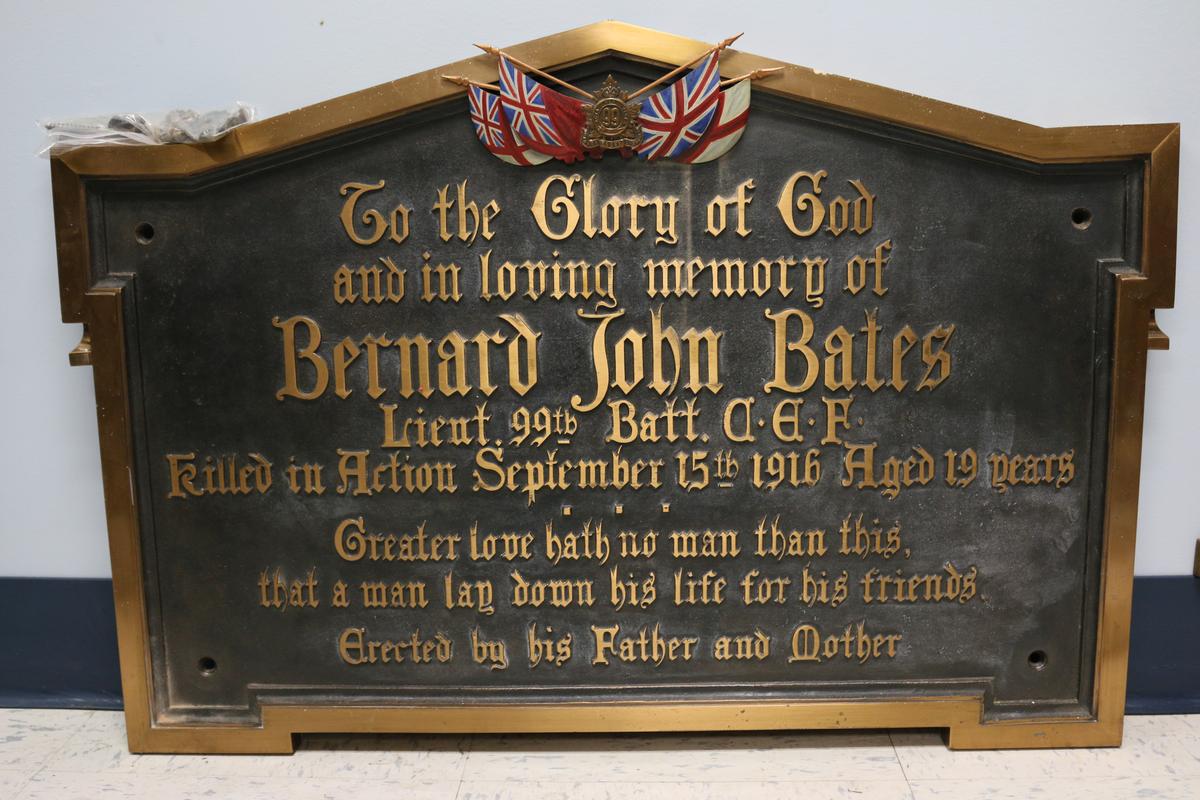 99
To the Glory of God
and in loving memory of
Bernard John Bates
Lieut. 99th Batt. C.E.F.
Killed in Action September 15th 1916 Aged 19 years
Greater love hath no man than this,
that a man lay down his life for his friends.
Erected by his Father and Mother